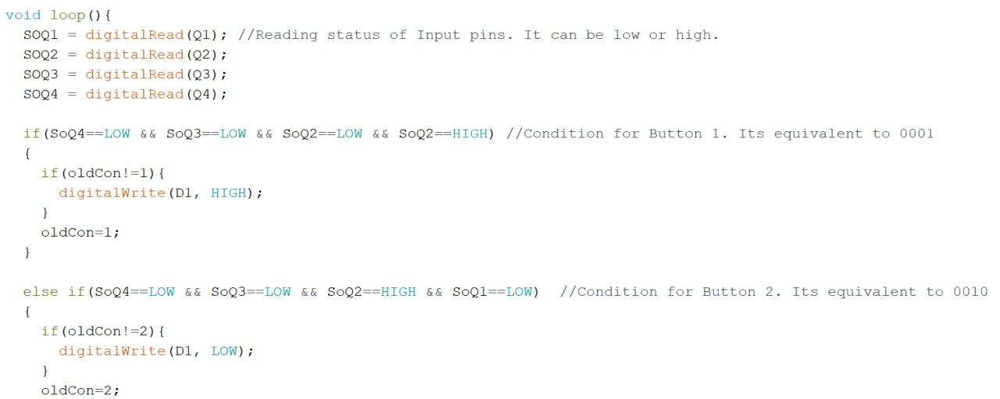 void loop(){
  SOQ1 = digitalRead(Q1); //Reading status of Input pins. It can be low or high.
  SOQ2 = digitalRead(Q2);
  SOQ3 = digitalRead(Q3);
  SOQ4 = digitalRead(Q4);

  if(SoQ4==LOW && SoQ3==LOW && SoQ2==LOW && SoQ2==HIGH) //Condition for Button 1. Its equivalent to 0001
  {
    if(oldCon!=1){
      digitalWrite(D1, HIGH);
    }
    oldCon=1;
  }

  else if(SoQ4==LOW && SoQ3==LOW && SoQ2==HIGH && SoQ1==LOW)  //Condition for Button 2. Its equivalent to 0010
  {
    if(oldCon!=2){
      digitalWrite(D1, LOW);
    }
    oldCon=2;